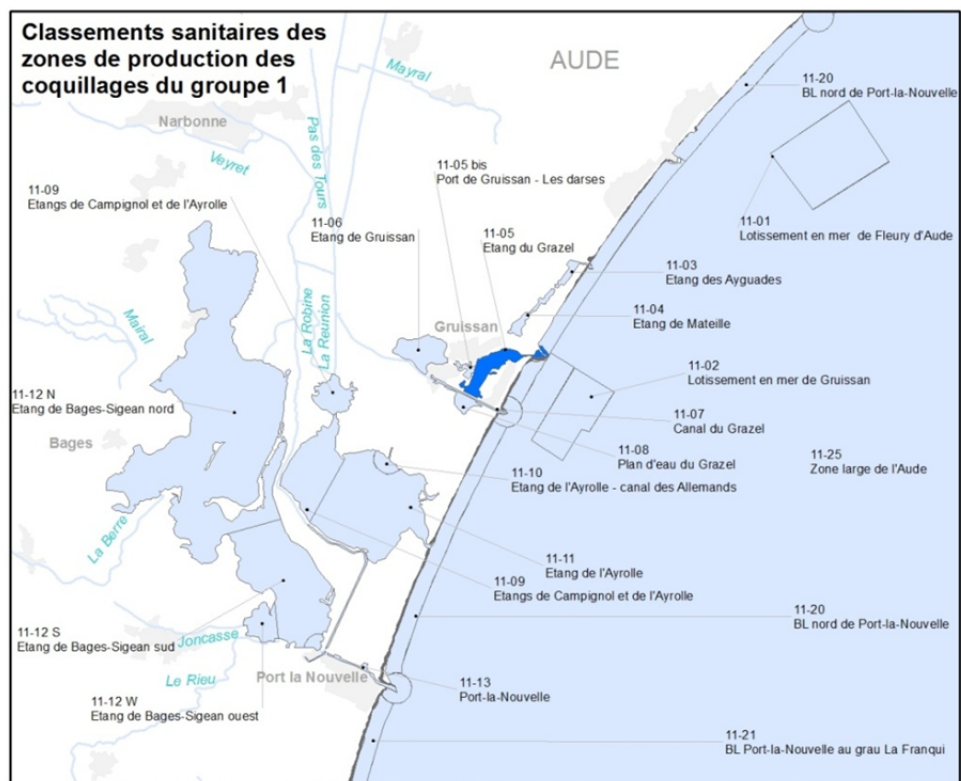 Classements sanitaires des
zones de production des
coquillages du groupe 1
AUDE
Mayral
Narbonne
Veyret
Pas des Tours
11-20
BL nord de Port-la-Nouvelle
11-05 bis
Port de Gruissan - Les darses
11-09
Etangs de Campignol et de l'Ayrolle
11-06
Etang de Gruissan
11-05
Etang du Grazel
11-01
Lotissement en mer de Fleury d'Aude
11-03
Etang des Ayguades
La Robine
La Reunion
Mairal
Gruissan
11-04
Etang de Mateille
11-02
Lotissement en mer de Gruissan
11-12 N
Etang de Bages-Sigean nord
11-07
Canal du Grazel
Bages
11-08
Plan d'eau du Grazel
11-25
Zone large de l'Aude
11-10
Etang de l'Ayrolle - canal des Allemands
La Berre
11-11
Etang de l'Ayrolle
11-09
Etangs de Campignol et de l'Ayrolle
11-20
BL nord de Port-la-Nouvelle
11-12 S
Etang de Bages-Sigean sud
Joncasse
Le Rieu
Port la Nouvelle
11-13
Port-la-Nouvelle
11-12 W
Etang de Bages-Sigean ouest
11-21
BL Port-la-Nouvelle au grau La Franqui